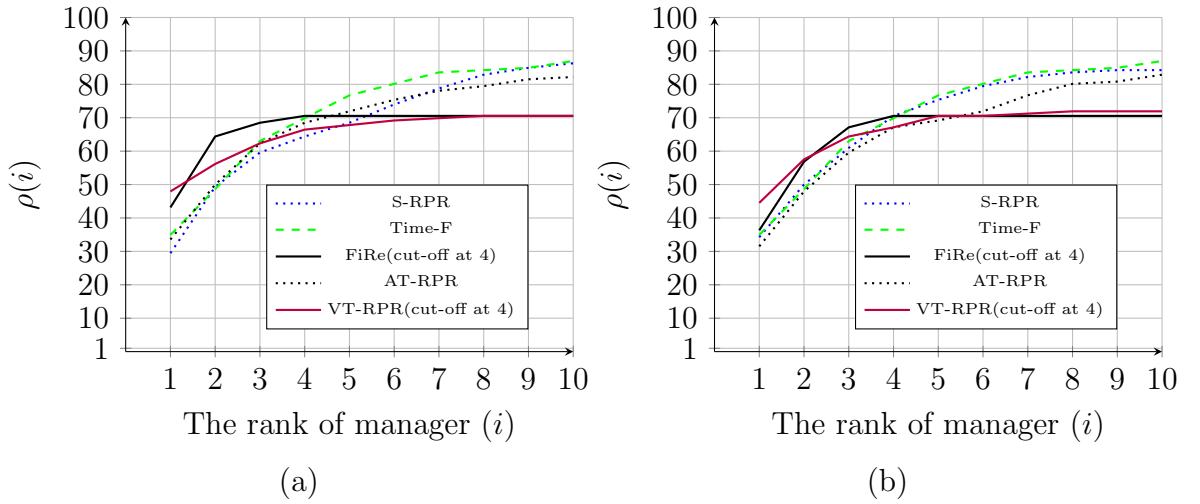 100
90
80
70
60
50
40
30
20
10
1
ρ(i)
S-RPR
Time-F
FiRe(cut-off at 4)
AT-RPR
VT-RPR(cut-off at 4)
1 2 3 4 5 6 7 8 9 10
The rank of manager (i)
(a)
100
90
80
70
60
50
40
30
20
10
1
ρ(i)
S-RPR
Time-F
FiRe(cut-off at 4)
AT-RPR
VT-RPR(cut-off at 4)
1 2 3 4 5 6 7 8 9 10
The rank of manager (i)
(b)